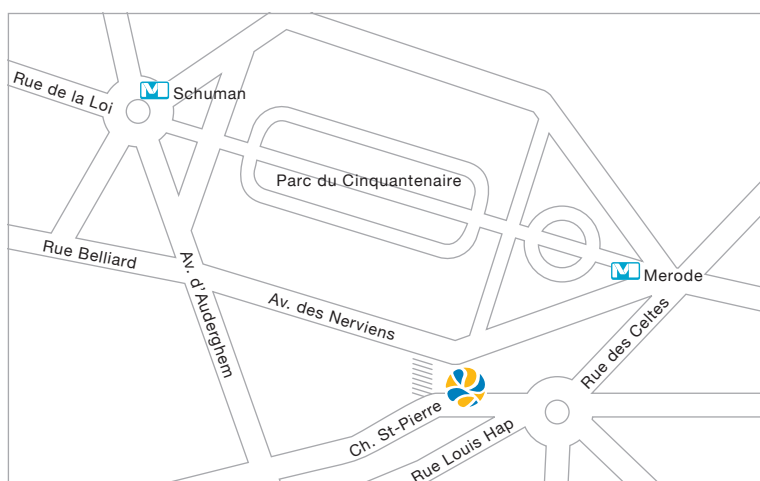 Rue de la Loi
M
Schuman
Parc du Cinquantenaire
Rue Belliard
Av. d'Auderghem
Av. des Nerviens
M
Merode
Rue des Celtes
Ch. St-Pierre
Rue Louis Hap